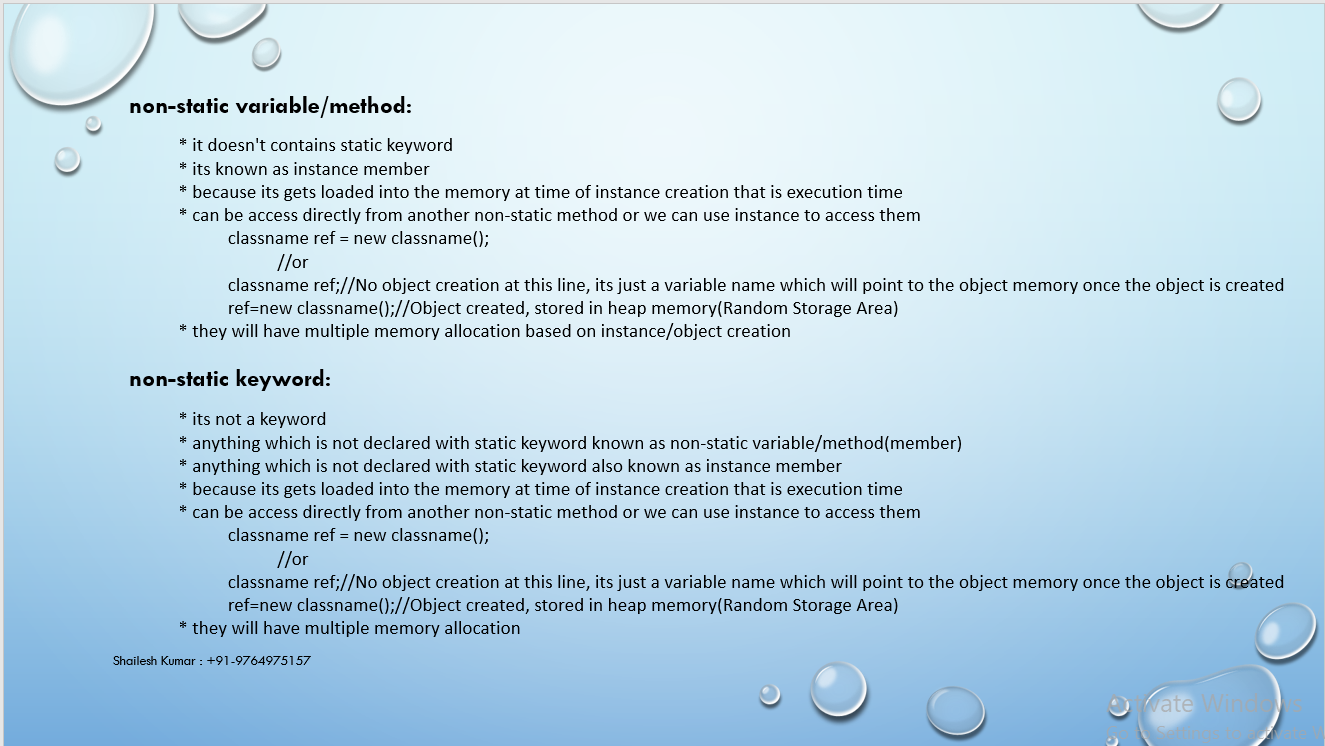 non-static variable/method:
* it doesn't contains static keyword
* its known as instance member
* because its gets loaded into the memory at time of instance creation that is execution time
* can be access directly from another non-static method or we can use instance to access them
classname ref = new classname();
//or
classname ref;//No object creation at this line, its just a variable name which will point to the object memory once the object is created
ref=new classname();//Object created, stored in heap memory(Random Storage Area)
* they will have multiple memory allocation based on instance/object creation
non-static keyword:
* its not a keyword
* anything which is not declared with static keyword known as non-static variable/method(member)
* anything which is not declared with static keyword also known as instance member
* because its gets loaded into the memory at time of instance creation that is execution time
* can be access directly from another non-static method or we can use instance to access them
classname ref = new classname();
//or
classname ref;//No object creation at this line, its just a variable name which will point to the object memory once the object is created
ref=new classname();//Object created, stored in heap memory(Random Storage Area)
* they will have multiple memory allocation
Shailesh Kumar : +91-9764975157
Activate Windows
to Settings to activate